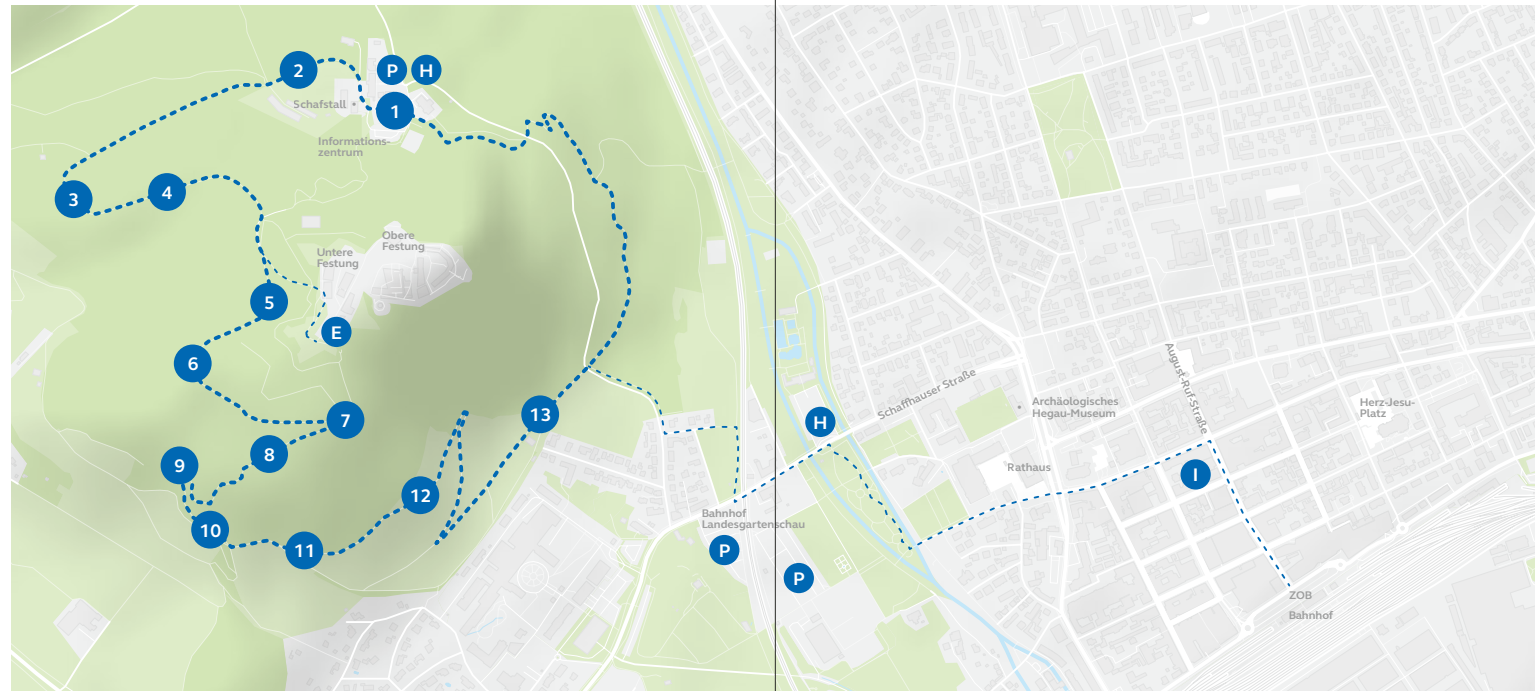 2
P
H
Schafstall
1
Informations-
zentrum
3
4
Obere
Festung
Untere
Festung
5
E
6
7
8
9
10
11
12
13
H
Schaffhauser Straße
Archäologisches
Hegau-Museum
August-Ruf-Straße
Herz-Jesu-
Platz
Rathaus
I
Bahnhof
Landesgartenschau
P
P
ZOB
Bahnhof